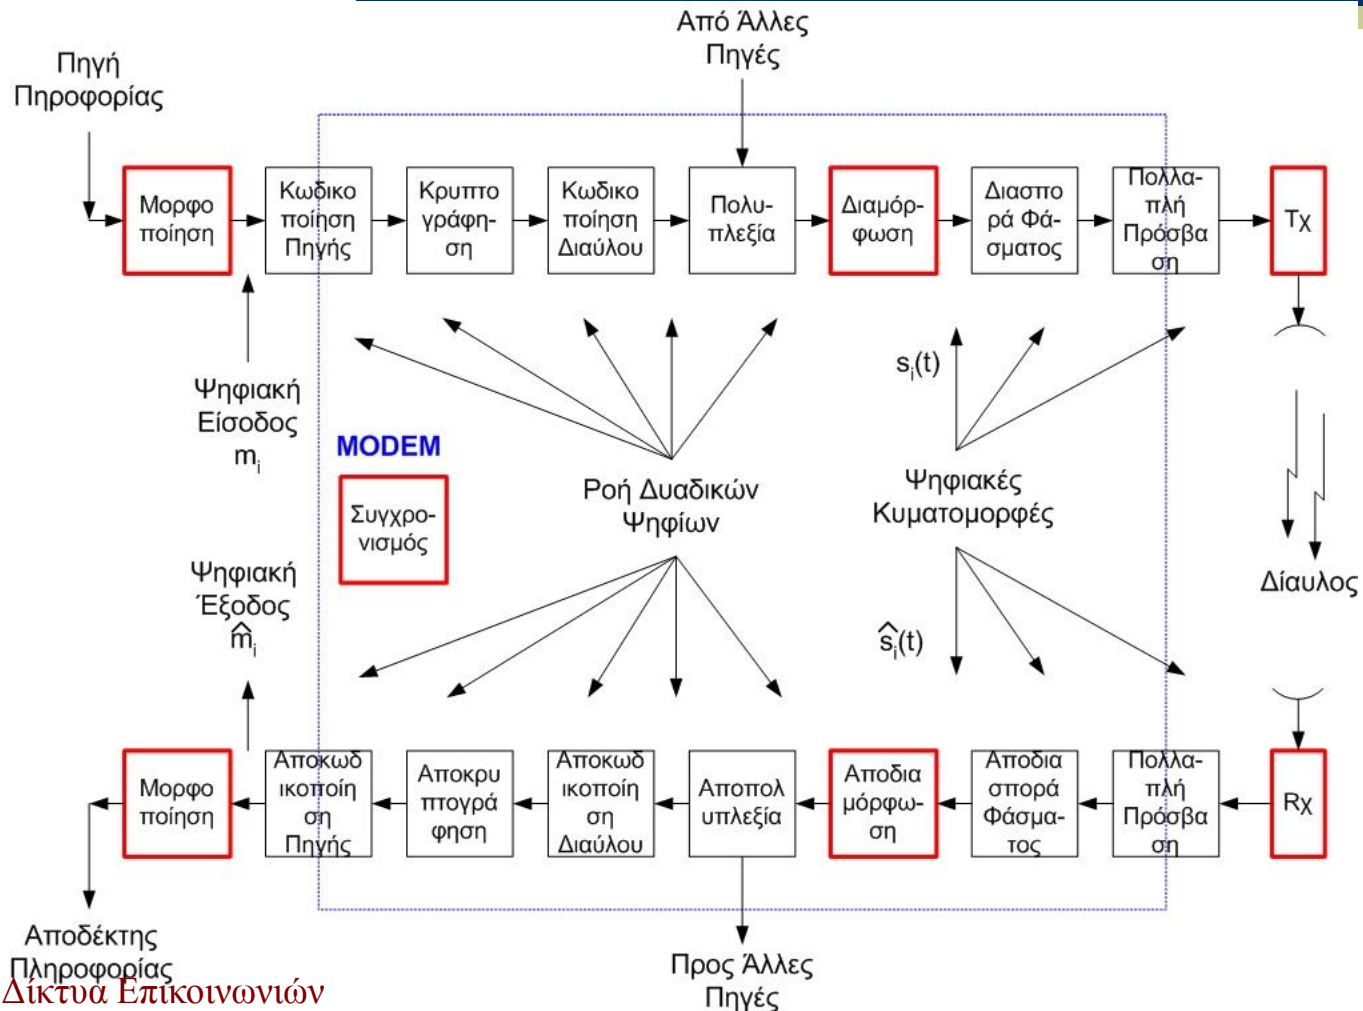 Από Άλλες
Πηγές
Πηγή
Πηροφορίας
Μορφο
ποίηση
Κωδικο
ποίηση
Πηγής
Κρυπτο
γράφη-
ση
Κωδικο
ποίηση
Διαύλου
Πολυ-
πλεξία
Διαμόρ-
φωση
Διασπο
ρά Φά-
σματος
Πολλα-
πλή
Πρόσβα
ση
Τχ
Ψηφιακή
Είσοδος
m_i
s_i(t)
MODEM
Συγχρο-
νισμός
Ροή Δυαδικών
Ψηφίων
Ψηφιακές
Κυματομορφές
Δίαυλος
Ψηφιακή
Έξοδος
m̂_i
ŝ_i(t)
Μορφο
ποίηση
Αποκωδ
ικοποίη
ση
Πηγής
Αποκρυ
πτογρά
φηση
Αποκωδ
ικοποίη
ση
Διαύλου
Αποπολ
υπλεξία
Αποδια
μόρφω-
ση
Αποδια
σπορά
Φάσμα-
τος
Πολλα-
πλή
Πρόσβα
ση
Rχ
Αποδέκτης
Πληροφορίας
Προς Άλλες
Πηγές
Δίκτυα Επικοινωνιών